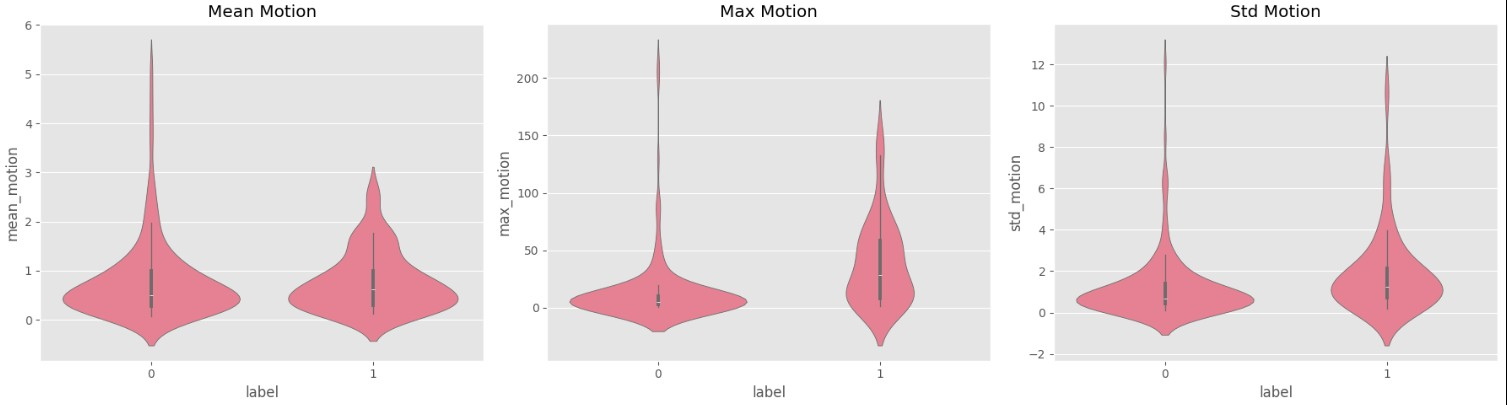 Mean Motion
6
5
4
3
2
1
0
mean_motion
0 1
label
Max Motion
200
150
100
50
0
max_motion
0 1
label
Std Motion
12
10
8
6
4
2
0
−2
std_motion
0 1
label